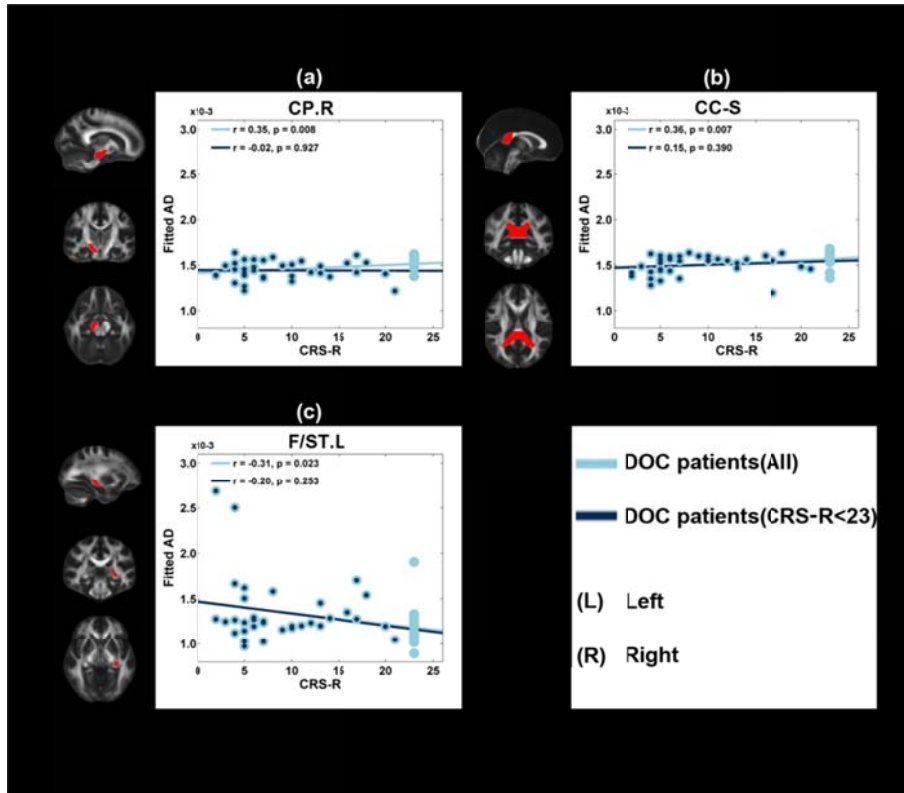 (a)
CP.R
x10-3
r = 0.35, p = 0.008
r = -0.02, p = 0.927
3.0
2.5
2.0
1.5
1.0
Fitted AD
0 5 10 15 20 25
CRS-R
(b)
CC-S
x10-3
r = 0.36, p = 0.007
r = 0.15, p = 0.390
3.0
2.5
2.0
1.5
1.0
Fitted AD
0 5 10 15 20 25
CRS-R
(c)
F/ST.L
x10-3
r = -0.31, p = 0.023
r = -0.20, p = 0.253
3.0
2.5
2.0
1.5
1.0
Fitted AD
0 5 10 15 20 25
CRS-R
DOC patients(All)
DOC patients(CRS-R<23)
(L) Left
(R) Right